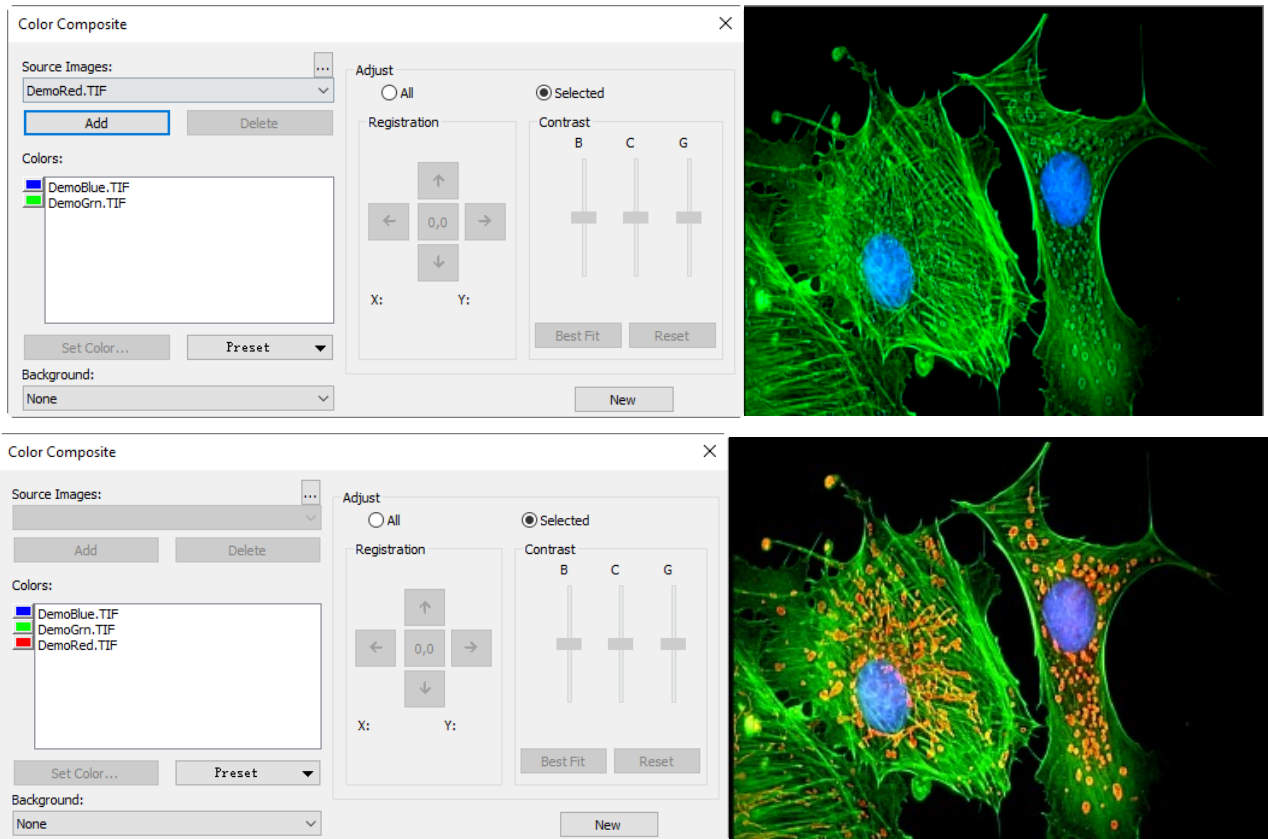 Color Composite
Source Images:
...
DemoRed.TIF
Add
Delete
Colors:
DemoBlue.TIF
DemoGrn.TIF
Set Color...
Preset
Background:
None
Adjust
All
Selected
Registration
0,0
X:
Y:
Contrast
B C G
Best Fit
Reset
New
Color Composite
Source Images:
...
Add
Delete
Colors:
DemoBlue.TIF
DemoGrn.TIF
DemoRed.TIF
Set Color...
Preset
Background:
None
Adjust
All
Selected
Registration
0,0
X:
Y:
Contrast
B C G
Best Fit
Reset
New